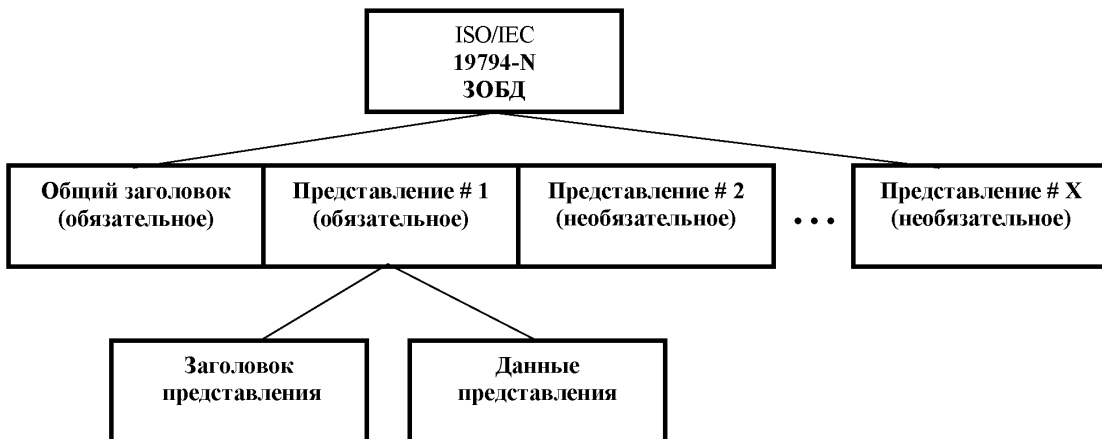 ISO/IEC
19794-N
ЗОБД
Общий заголовок
(обязательное)
Представление # 1
(обязательное)
Представление # 2
(необязательное)
...
Представление # X
(необязательное)
Заголовок
представления
Данные
представления